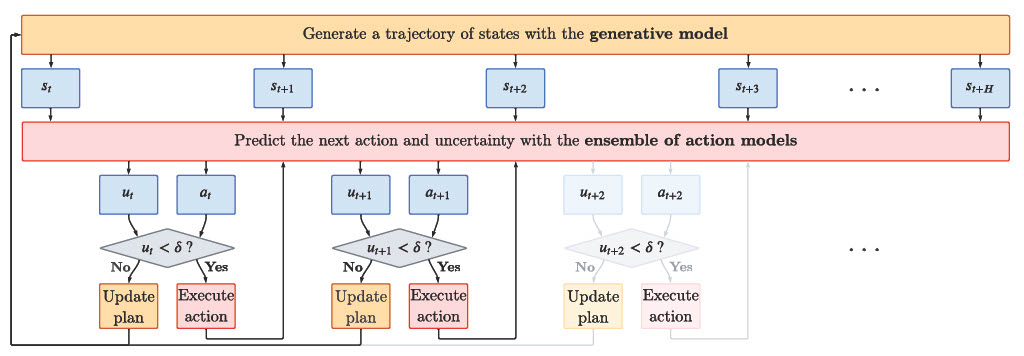 Generate a trajectory of states with the generative model
s_t s_{t+1} s_{t+2} s_{t+3} . . . s_{t+H}
Predict the next action and uncertainty with the ensemble of action models
u_t a_t u_{t+1} a_{t+1} u_{t+2} a_{t+2}
u_t < δ ? u_{t+1} < δ ? u_{t+2} < δ ? . . .
No Yes No Yes No Yes
Update Execute Update Execute Update Execute
plan action plan action plan action